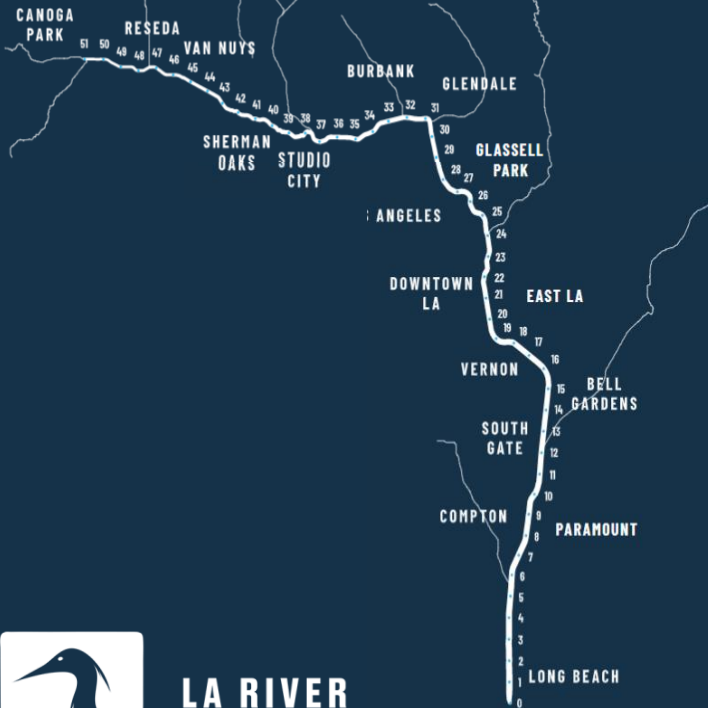 CANOGA
PARK
RESEDA
VAN NUYS
51 50 49 48 47 46 45 44 43 42 41 40 39 38 37 36 35 34 33 32 31
BURBANK
GLENDALE
SHERMAN
OAKS
STUDIO
CITY
30
29
28
27
26
25
GLASSELL
PARK
ANGELES
24
23
22
21
20
19
18
17
16
DOWNTOWN
LA
EAST LA
VERNON
15
14
13
12
11
10
BELL
GARDENS
SOUTH
GATE
COMPTON
9
8
7
6
5
4
3
2
1
0
PARAMOUNT
LONG BEACH
LA RIVER